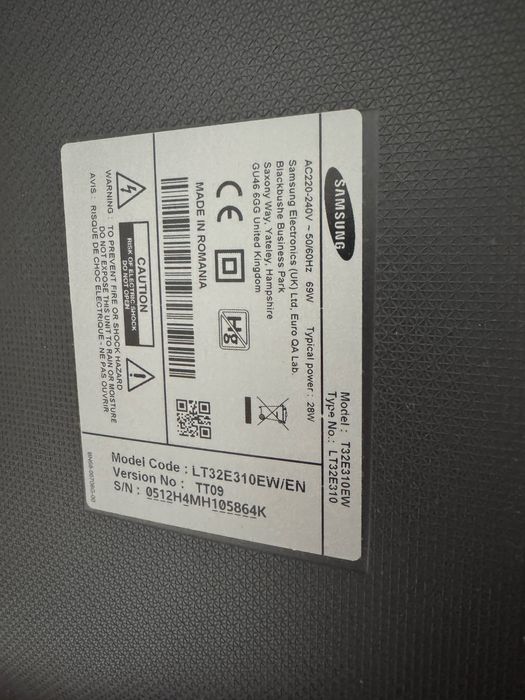 SAMSUNG
Model : T32E310EW
Type No.: LT32E310
AC220-240V ~ 50/60Hz 69W Typical power : 28W
Samsung Electronics (UK) Ltd, Euro QA Lab.
Blackbushe Business Park
Saxony Way, Yateley, Hampshire
GU46 6GG United Kingdom
CE
Hg
MADE IN ROMANIA
CAUTION
RISK OF ELECTRIC SHOCK
DO NOT OPEN
WARNING : TO PREVENT FIRE OR SHOCK HAZARD
DO NOT EXPOSE THIS UNIT TO RAIN OR MOISTURE
AVIS : RISQUE DE CHOC ELECTRIQUE - NE PAS OUVRIR
Model Code : LT32E310EW/EN
Version No : TT09
S/N : 0512H4MH105864K